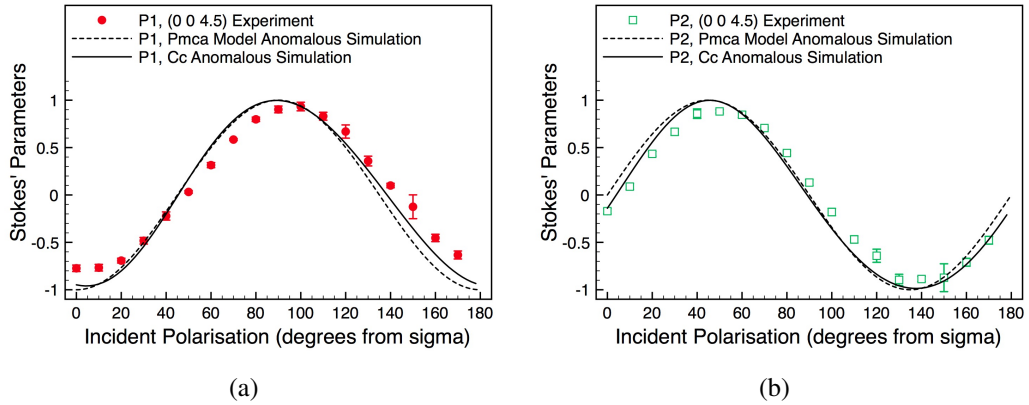 P1, (0 0 4.5) Experiment
P1, Pmca Model Anomalous Simulation
P1, Cc Anomalous Simulation
Stokes' Parameters
1
0.5
0
-0.5
-1
0 20 40 60 80 100 120 140 160 180
Incident Polarisation (degrees from sigma)
(a)
P2, (0 0 4.5) Experiment
P2, Pmca Model Anomalous Simulation
P2, Cc Anomalous Simulation
Stokes' Parameters
1
0.5
0
-0.5
-1
0 20 40 60 80 100 120 140 160 180
Incident Polarisation (degrees from sigma)
(b)